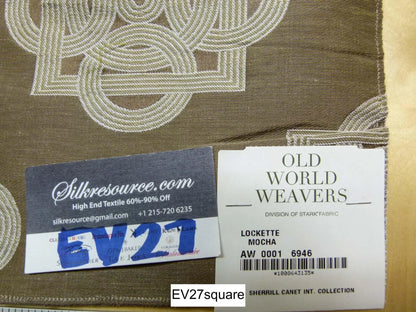 Silkresource.com
High End Textile 60%-90% Off
silkresource@gmail.com +1 215-720 6235
EV27
OLD
WORLD
WEAVERS
DIVISION OF STARK FABRIC
LOCKETTE
MOCHA
AW 0001 6946
*1000643135*
SHERRILL CANET INT. COLLECTION
EV27square